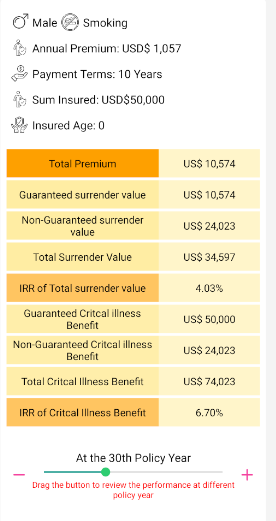 Male Smoking
Annual Premium: USD$ 1,057
Payment Terms: 10 Years
Sum Insured: USD$50,000
Insured Age: 0
Total Premium US$ 10,574
Guaranteed surrender value US$ 10,574
Non-Guaranteed surrender
value US$ 24,023
Total Surrender Value US$ 34,597
IRR of Total surrender value 4.03%
Guaranteed Critcal illness
Benefit US$ 50,000
Non-Guaranteed Critcal illness
Benefit US$ 24,023
Total Critcal Illness Benefit US$ 74,023
IRR of Critcal Illness Benefit 6.70%
At the 30th Policy Year
− +
Drag the button to review the performance at different
policy year